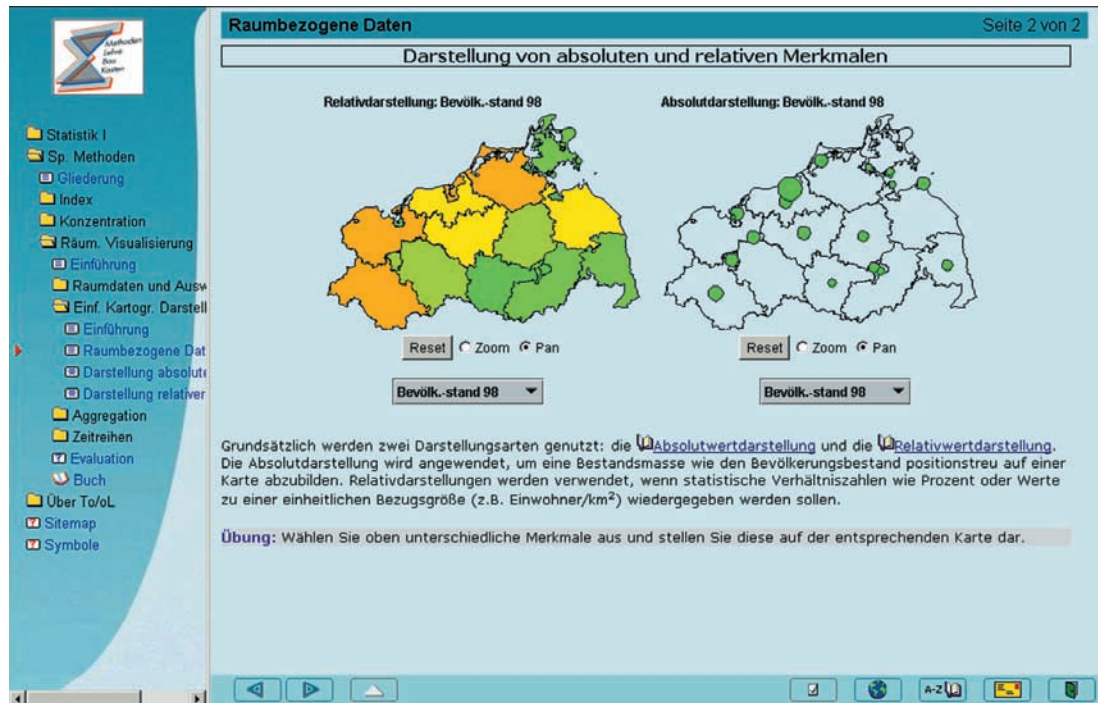 Methoden
Lehre
Bau
Kosten
Statistik I
Sp. Methoden
Gliederung
Index
Konzentration
Räum. Visualisierung
Einführung
Raumdaten und Ausw
Einf. Kartogr. Darstell
Einführung
Raumbezogene Dat
Darstellung absolute
Darstellung relativer
Aggregation
Zeitreihen
Evaluation
Buch
Über To/oL
Sitemap
Symbole
Raumbezogene Daten Seite 2 von 2
Darstellung von absoluten und relativen Merkmalen
Relativdarstellung: Bevölk.-stand 98 Absolutdarstellung: Bevölk.-stand 98
Reset Zoom Pan Reset Zoom Pan
Bevölk.-stand 98 Bevölk.-stand 98
Grundsätzlich werden zwei Darstellungsarten genutzt: die Absolutwertdarstellung und die Relativwertdarstellung.
Die Absolutdarstellung wird angewendet, um eine Bestandsmasse wie den Bevölkerungsbestand positionstreu auf einer
Karte abzubilden. Relativdarstellungen werden verwendet, wenn statistische Verhältniszahlen wie Prozent oder Werte
zu einer einheitlichen Bezugsgröße (z.B. Einwohner/km²) wiedergegeben werden sollen.
Übung: Wählen Sie oben unterschiedliche Merkmale aus und stellen Sie diese auf der entsprechenden Karte dar.
A-Z